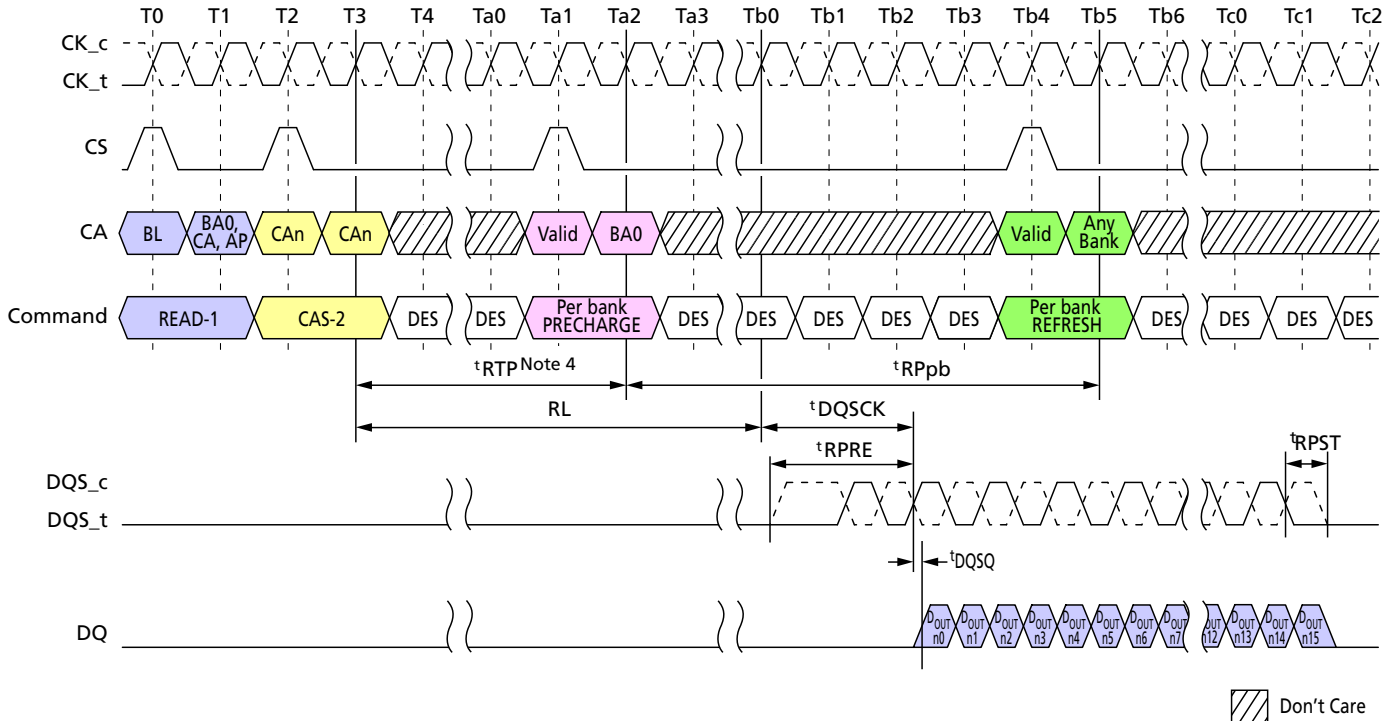 T0 T1 T2 T3 T4 Ta0 Ta1 Ta2 Ta3 Tb0 Tb1 Tb2 Tb3 Tb4 Tb5 Tb6 Tc0 Tc1 Tc2
CK_c
CK_t
CS
CA BL BA0, CA, AP CAn CAn Valid BA0 Valid Any Bank
Command READ-1 CAS-2 DES DES Per bank PRECHARGE DES DES DES DES DES Per bank REFRESH DES DES DES DES
tRTP Note 4 tRPpb
RL tDQSCK
tRPRE tRPST
DQS_c
DQS_t
tDQSQ
DQ DOUT n0 DOUT n1 DOUT n2 DOUT n3 DOUT n4 DOUT n5 DOUT n6 DOUT n7 DOUT n12 DOUT n13 DOUT n14 DOUT n15
Don't Care